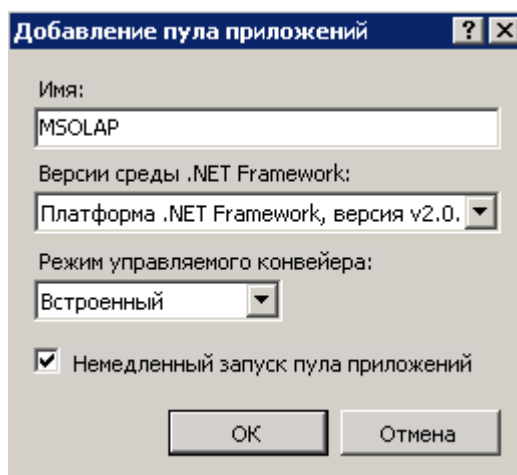 Добавление пула приложений
Имя:
MSOLAP
Версии среды .NET Framework:
Платформа .NET Framework, версия v2.0.
Режим управляемого конвейера:
Встроенный
Немедленный запуск пула приложений
ОК
Отмена